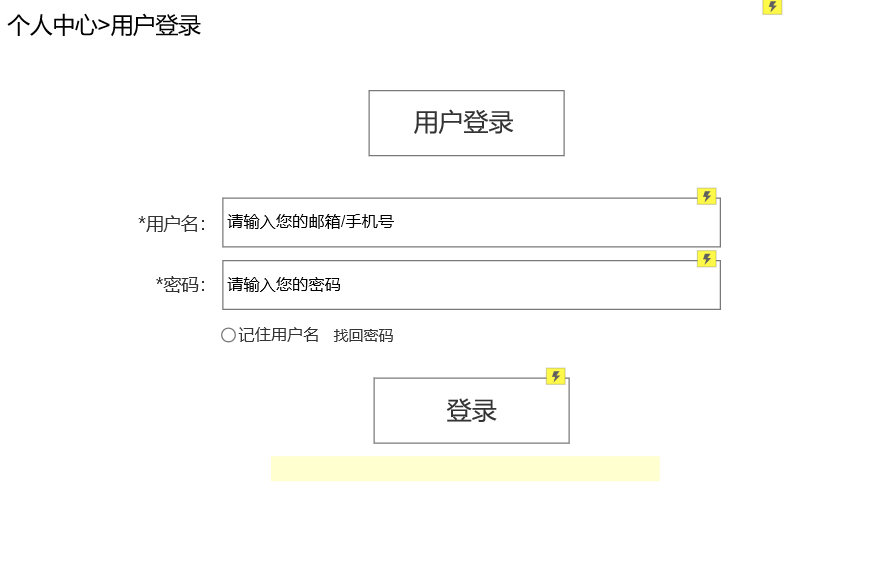 个人中心>用户登录
用户登录
*用户名：
请输入您的邮箱/手机号
*密码：
请输入您的密码
记住用户名 找回密码
登录